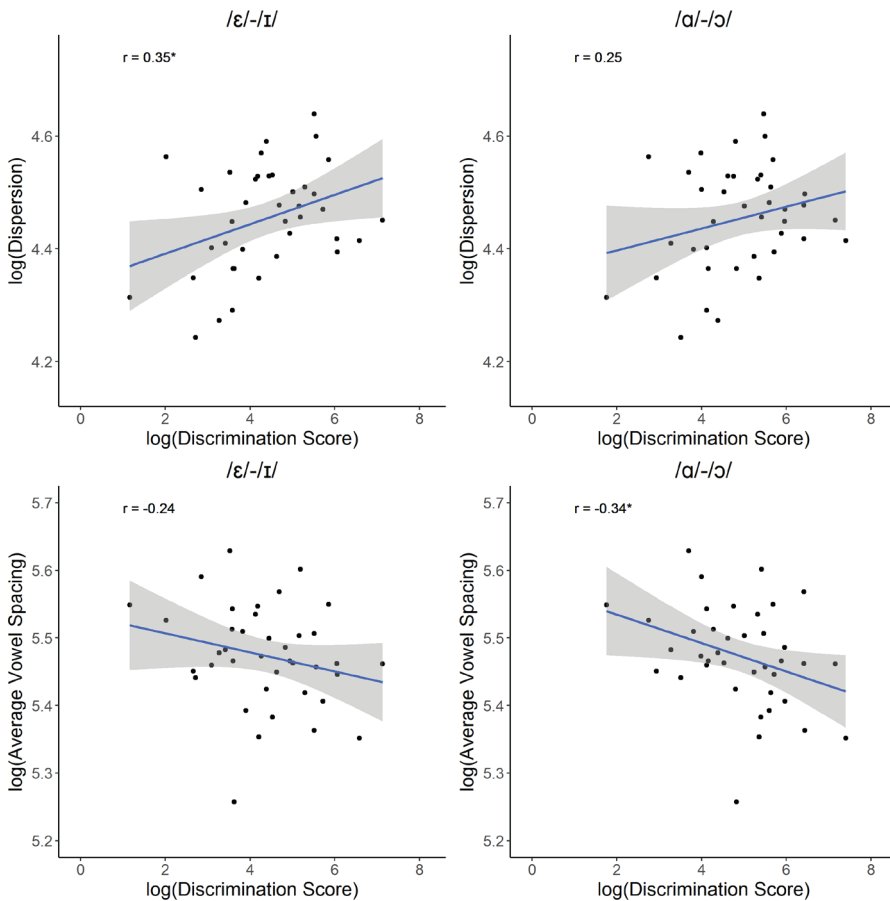 /ɛ/-/ɪ/
r = 0.35*
log(Dispersion)
4.6
4.4
4.2
0 2 4 6 8
log(Discrimination Score)
/ɑ/-/ɔ/
r = 0.25
log(Dispersion)
4.6
4.4
4.2
0 2 4 6 8
log(Discrimination Score)
/ɛ/-/ɪ/
r = -0.24
log(Average Vowel Spacing)
5.7
5.6
5.5
5.4
5.3
5.2
0 2 4 6 8
log(Discrimination Score)
/ɑ/-/ɔ/
r = -0.34*
log(Average Vowel Spacing)
5.7
5.6
5.5
5.4
5.3
5.2
0 2 4 6 8
log(Discrimination Score)